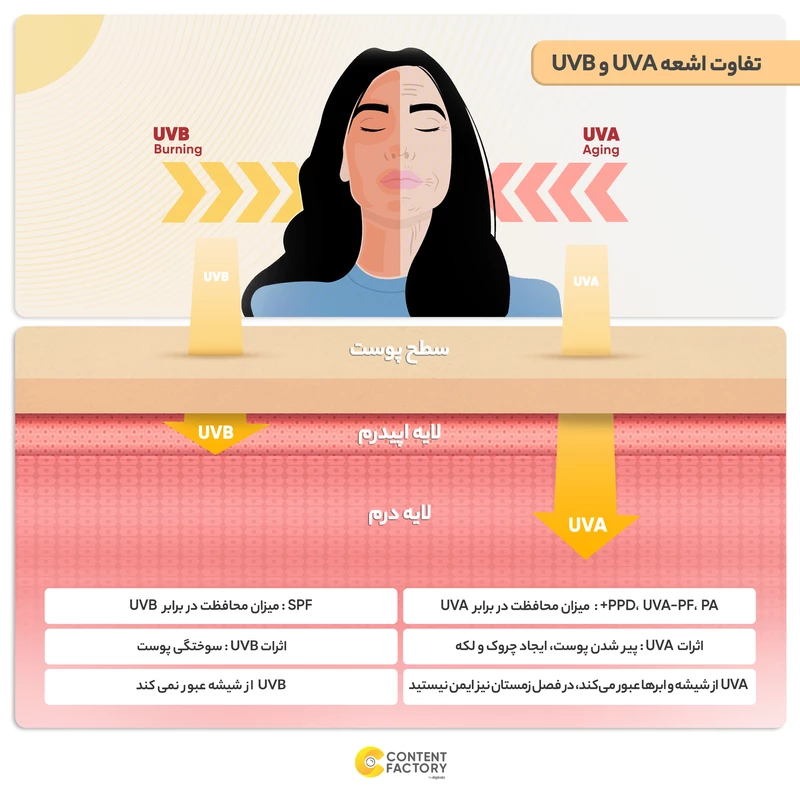 تفاوت اشعه UVA و UVB
UVB
Burning
UVA
Aging
UVB
UVA
سطح پوست
UVB
لایه اپیدرم
لایه درم
UVA
PPD، UVA-PF، PA+ : میزان محافظت در برابر UVA
SPF : میزان محافظت در برابر UVB
اثرات UVA : پیر شدن پوست، ایجاد چروک و لکه
اثرات UVB : سوختگی پوست
UVA از شیشه و ابرها عبور می‌کند، در فصل زمستان نیز ایمن نیستید
UVB از شیشه عبور نمی کند
CONTENT
FACTORY
by digikala